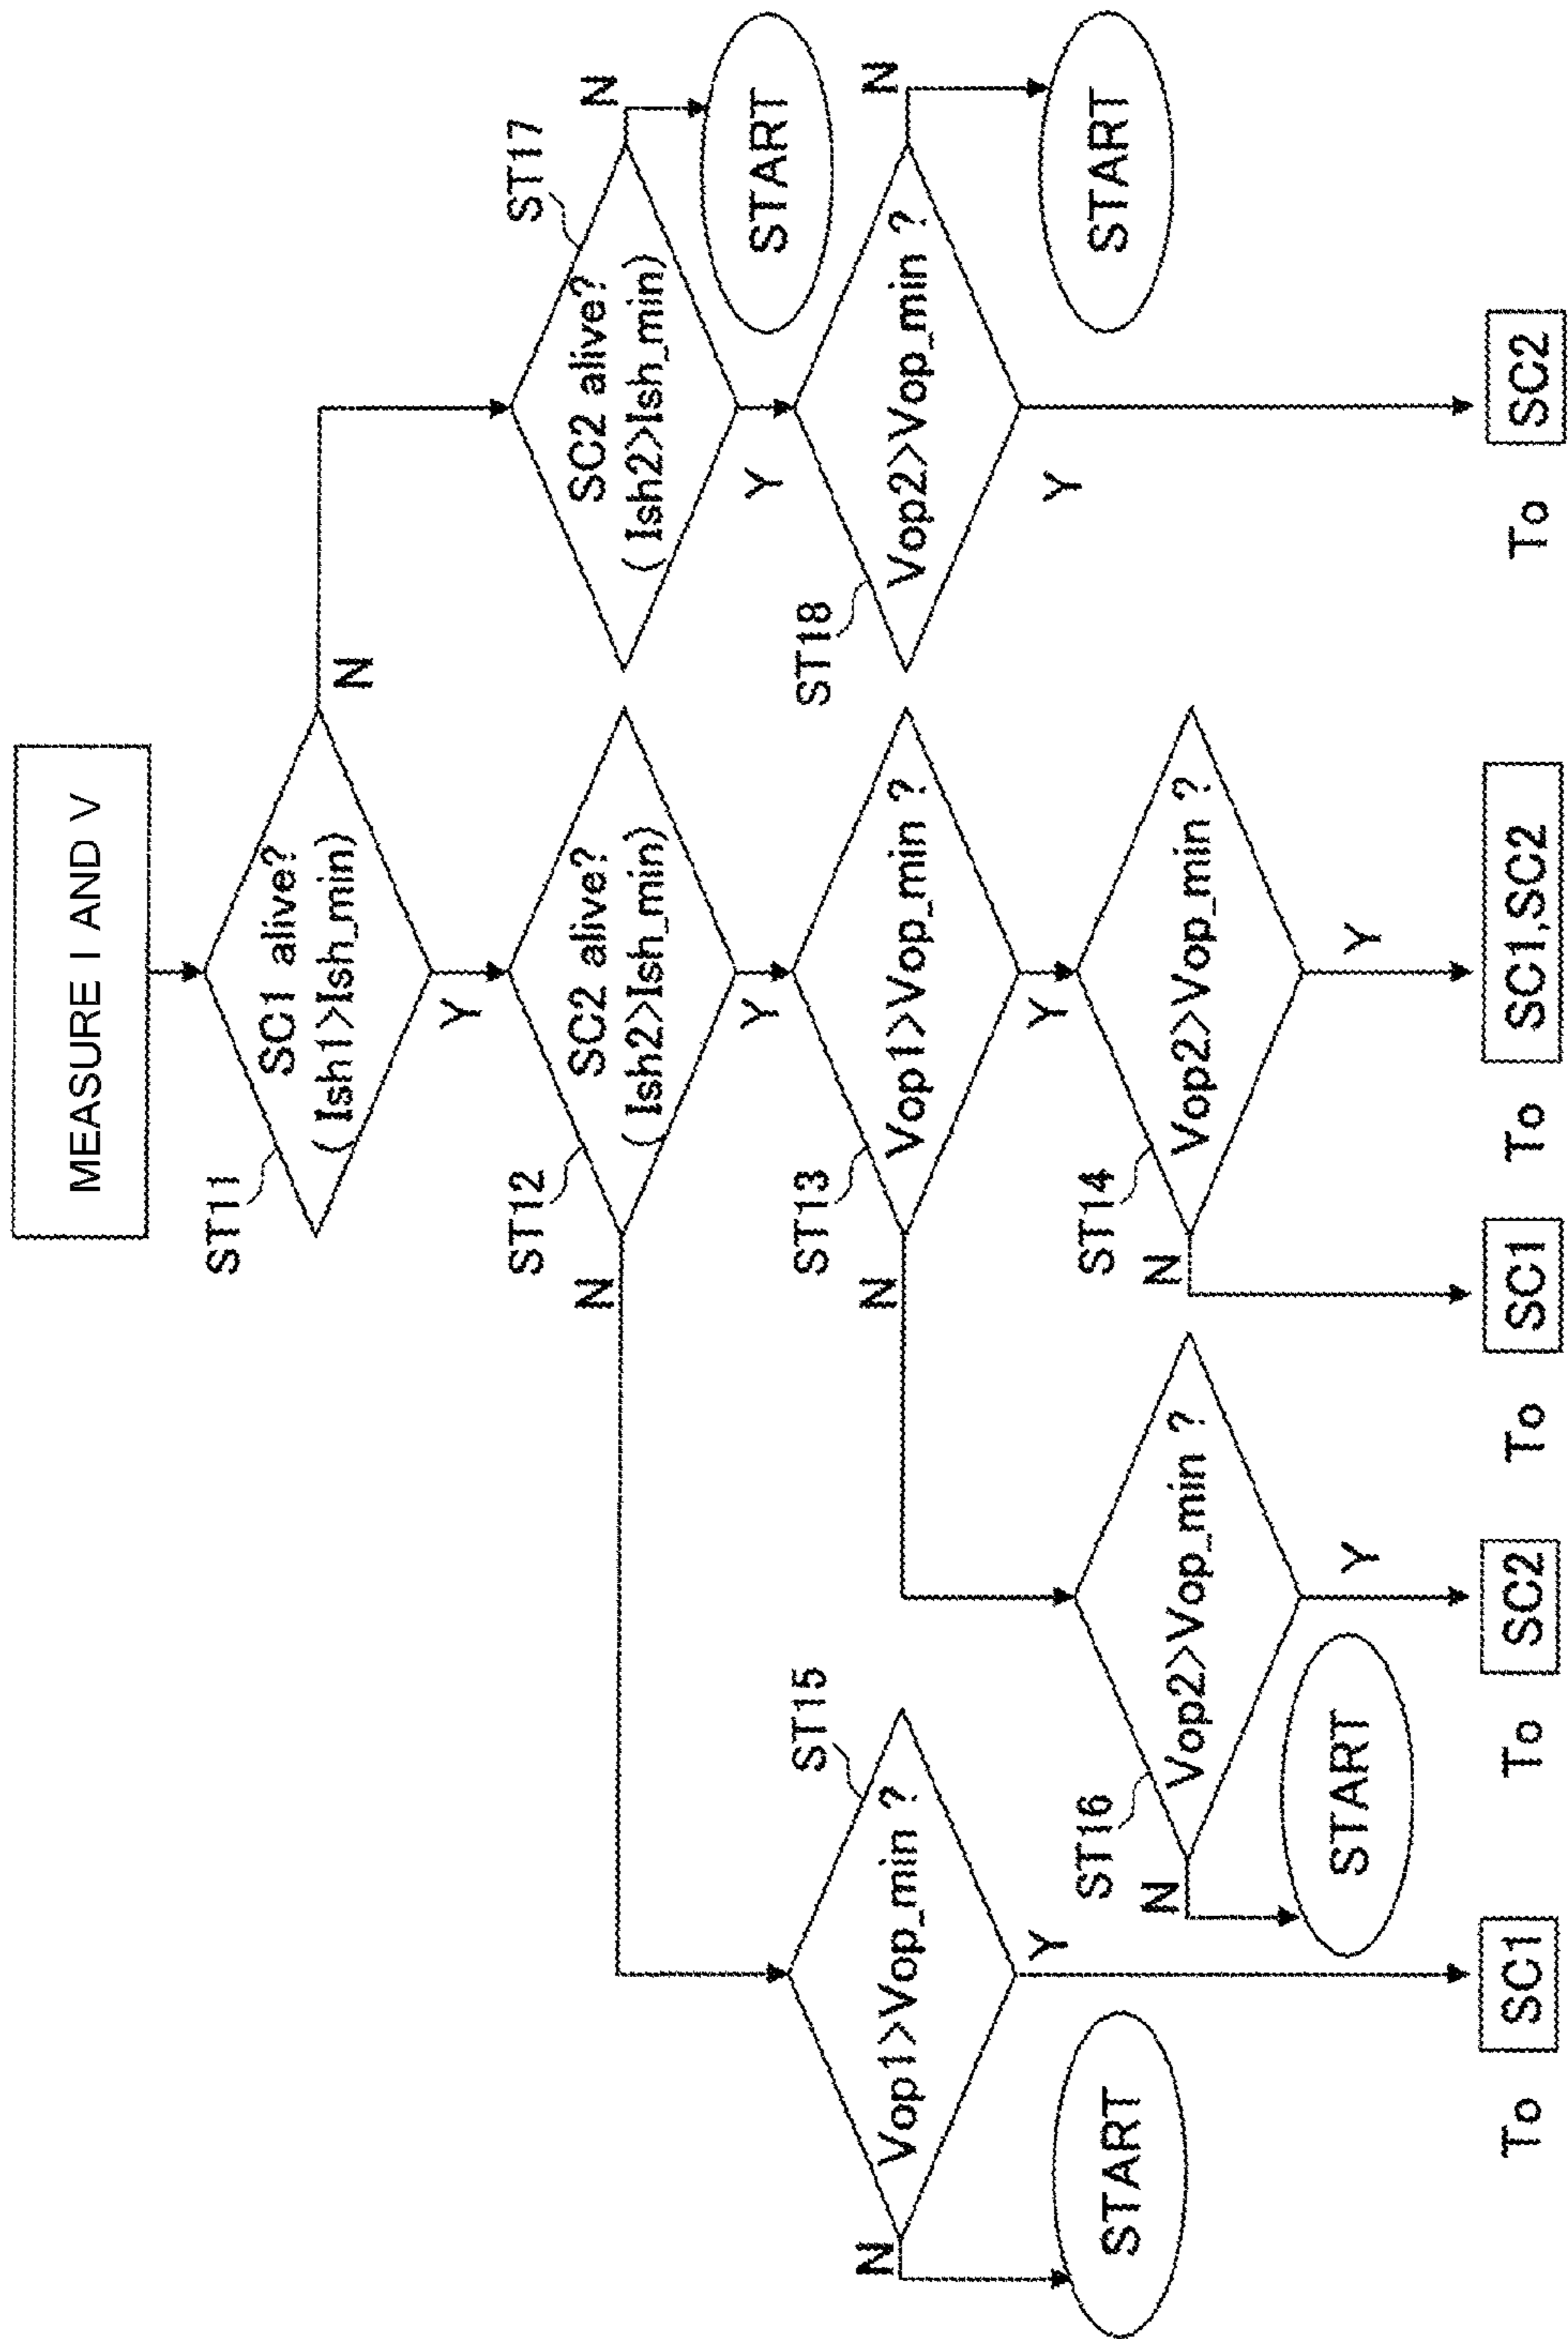 MEASURE I AND V
ST11
SC1 alive?
( Ish1>Ish_min)
N
Y
ST12
SC2 alive?
( Ish2>Ish_min)
N
Y
ST17
SC2 alive?
( Ish2>Ish_min)
N
Y
START
ST15
Vop1>Vop_min ?
N
Y
START
ST13
Vop1>Vop_min ?
N
Y
ST18
Vop2>Vop_min ?
N
Y
START
ST16
Vop2>Vop_min ?
N
Y
START
ST14
Vop2>Vop_min ?
N
Y
To SC1
To SC2
To SC1
To SC1,SC2
To SC2